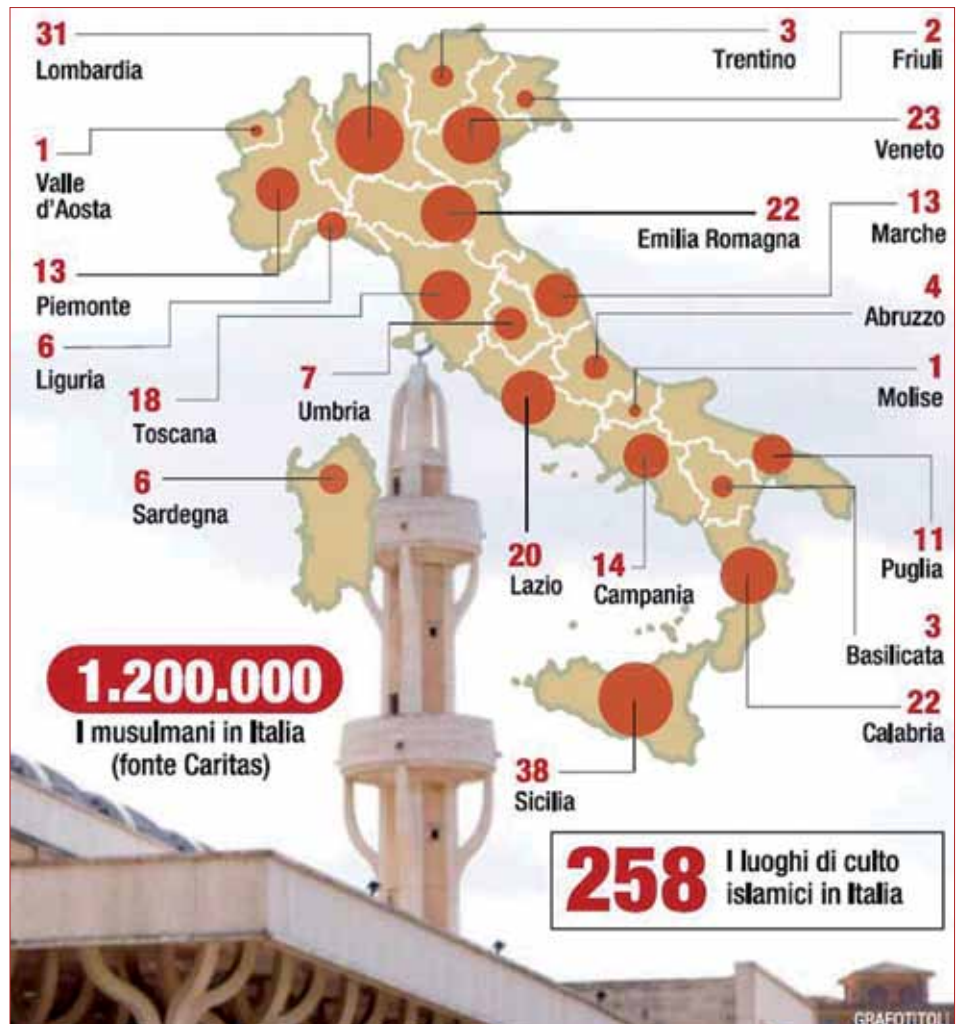 31
Lombardia
3
Trentino
2
Friuli
1
Valle
d'Aosta
23
Veneto
22
Emilia Romagna
13
Marche
13
Piemonte
4
Abruzzo
6
Liguria
18
Toscana
7
Umbria
1
Molise
6
Sardegna
20
Lazio
14
Campania
11
Puglia
3
Basilicata
22
Calabria
38
Sicilia
1.200.000
I musulmani in Italia
(fonte Caritas)
258
I luoghi di culto
islamici in Italia
GRAFOTITOLI